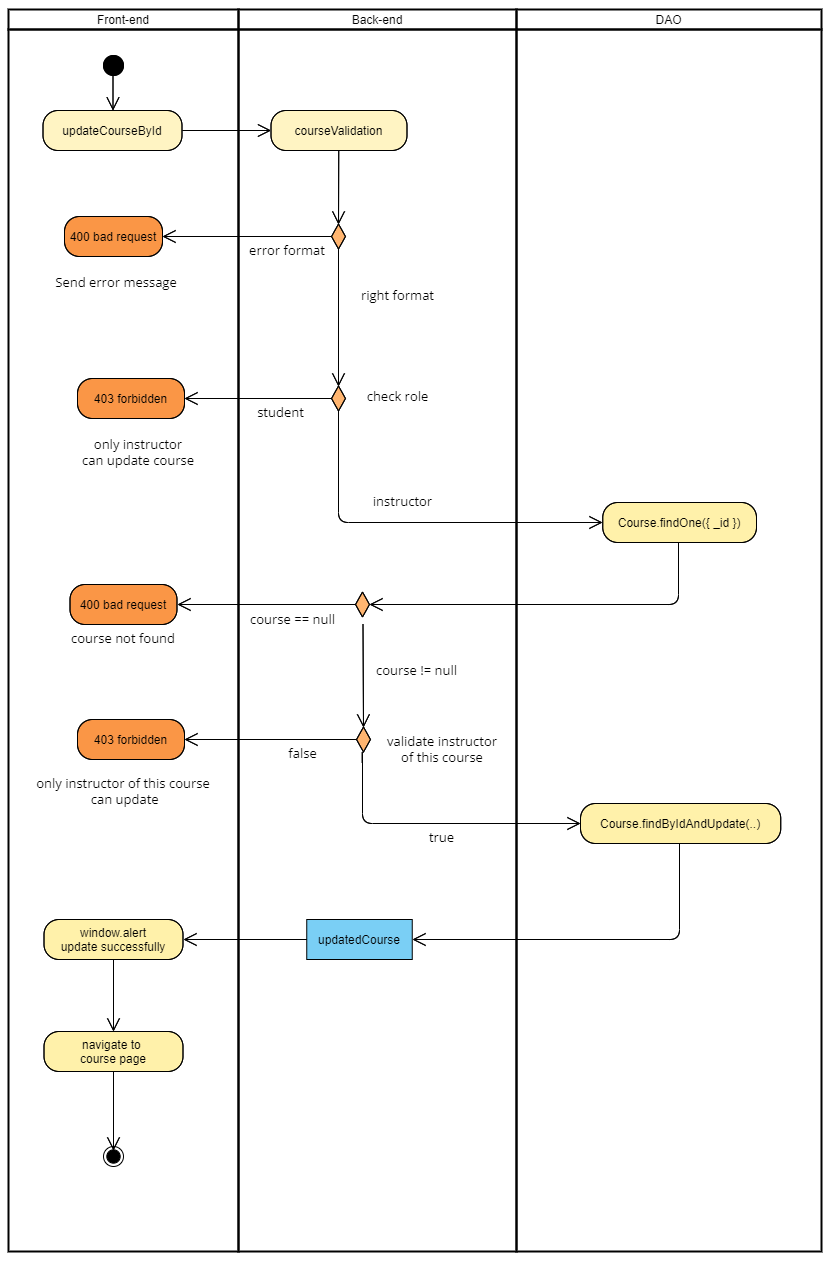 Front-end
Back-end
DAO
updateCourseById
courseValidation
400 bad request
error format
Send error message
right format
403 forbidden
check role
student
only instructor
can update course
instructor
Course.findOne({ _id })
400 bad request
course == null
course not found
course != null
403 forbidden
validate instructor
of this course
false
only instructor of this course
can update
Course.findByIdAndUpdate(..)
true
window.alert
update successfully
updatedCourse
navigate to
course page